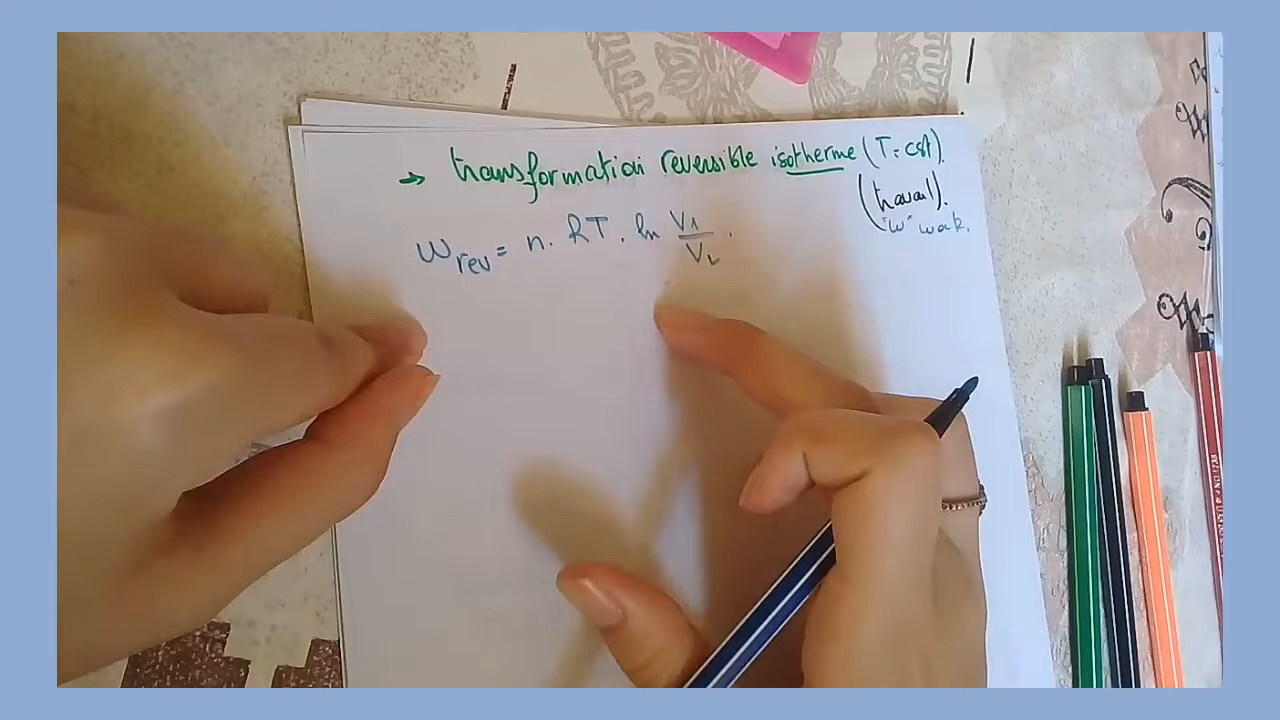 → transformation reversible isotherme (T = cst).
(travail).
"W" work.
Wrev = n. RT. ln V1/V2.